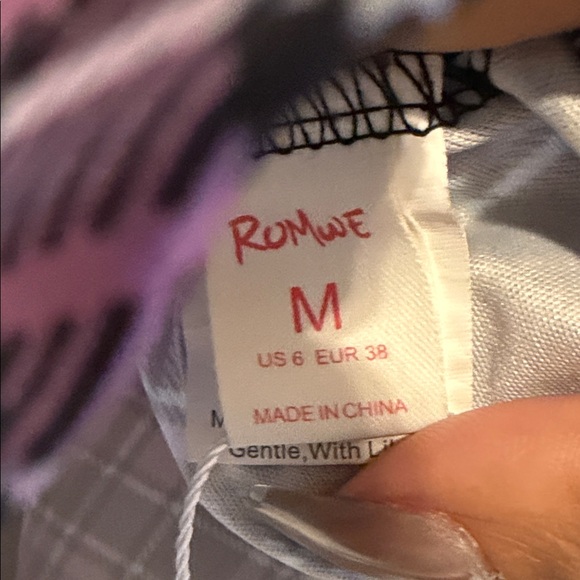 ROMWE
M
US 6 EUR 38
MADE IN CHINA
M
Gentle,With